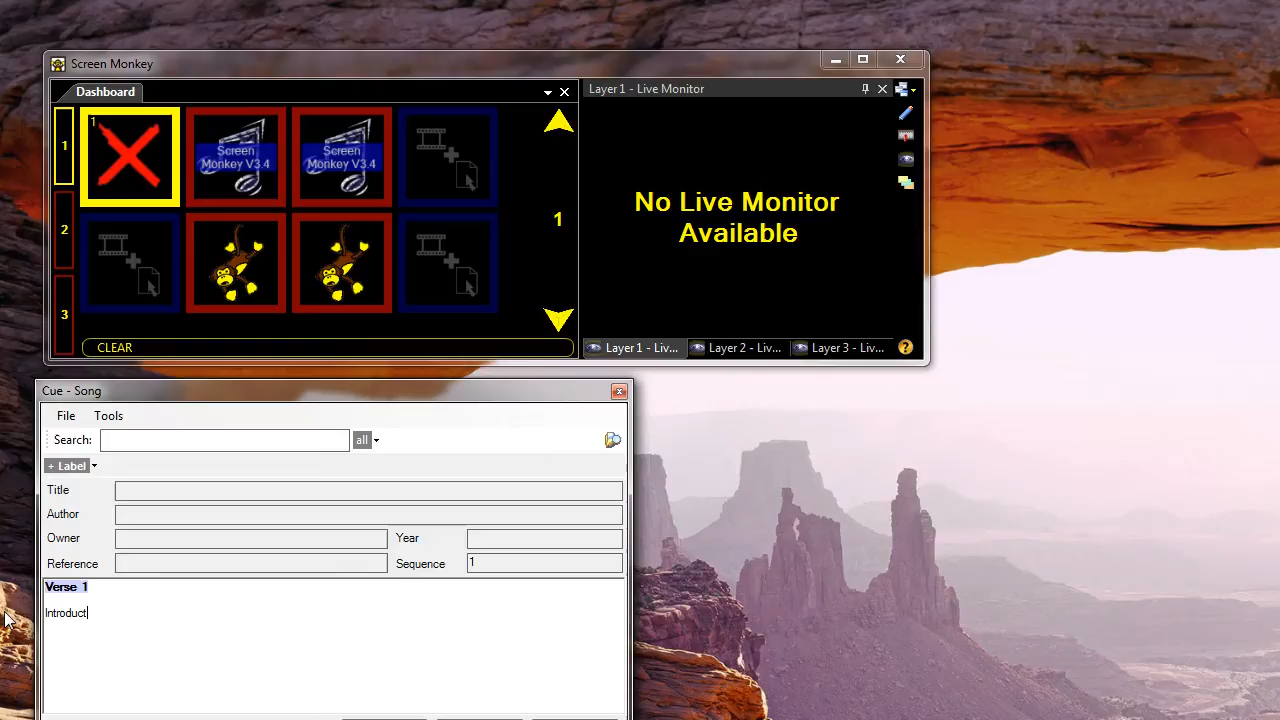 Screen Monkey
Dashboard
Layer1 - Live Monitor
1
1
Screen
Monkey V3.4
Screen
Monkey V3.4
2
3
1
No Live Monitor
Available
CLEAR
Layer 1 - Liv...
Layer 2 - Liv...
Layer 3 - Liv...
?
Cue - Song
File Tools
Search: all
+ Label
Title
Author
Owner Year
Reference Sequence 1
Verse 1
Introduct